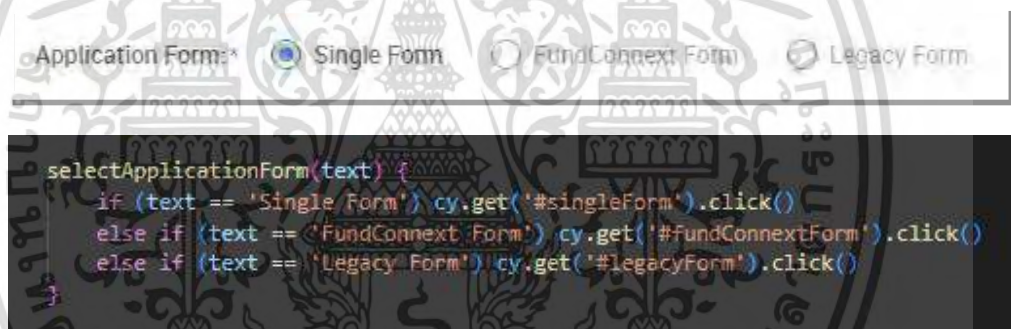 Application Form:* Single Form FundConnext Form Legacy Form
selectApplicationForm(text) {
if (text == 'Single Form') cy.get('#singleForm').click()
else if (text == 'FundConnext Form') cy.get('#fundConnextForm').click()
else if (text == 'Legacy Form') cy.get('#legacyForm').click()
}